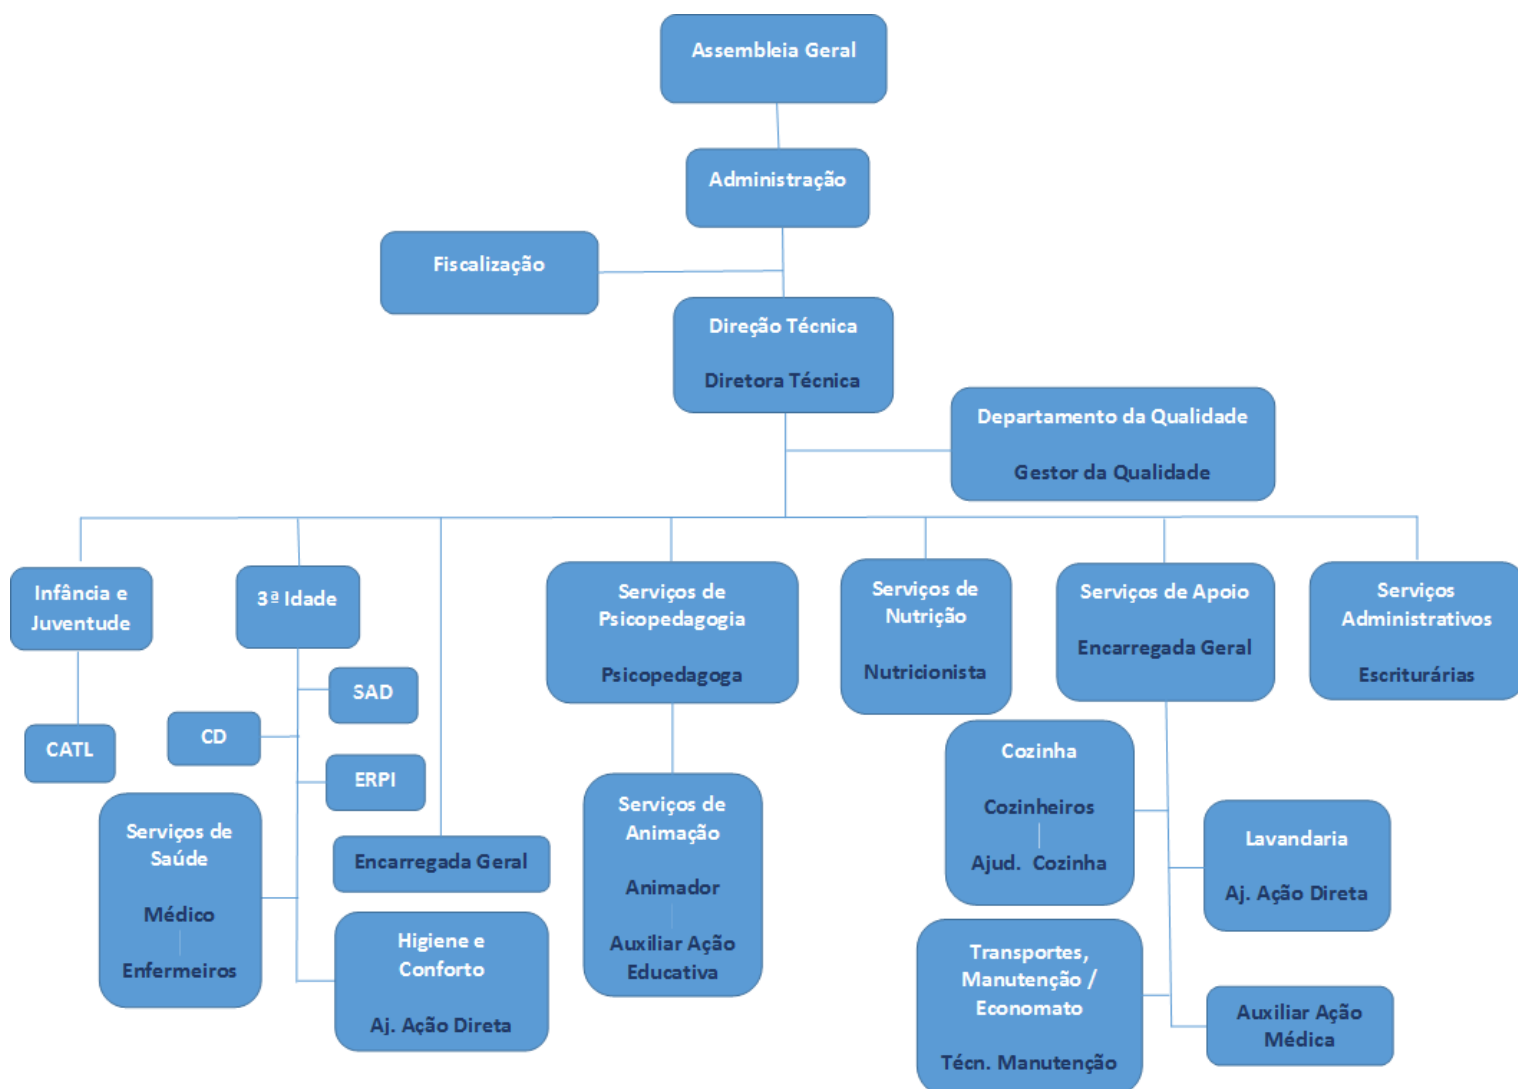 Assembleia Geral
Administração
Fiscalização
Direção Técnica
Diretora Técnica
Departamento da Qualidade
Gestor da Qualidade
Infância e
Juventude
CATL
3ª Idade
SAD
CD
ERPI
Serviços de
Saúde
Médico
Enfermeiros
Encarregada Geral
Higiene e
Conforto
Aj. Ação Direta
Serviços de
Psicopedagogia
Psicopedagoga
Serviços de
Animação
Animador
Auxiliar Ação
Educativa
Serviços de
Nutrição
Nutricionista
Serviços de Apoio
Encarregada Geral
Cozinha
Cozinheiros
Ajud. Cozinha
Lavandaria
Aj. Ação Direta
Transportes,
Manutenção /
Economato
Técn. Manutenção
Auxiliar Ação
Médica
Serviços
Administrativos
Escriturárias